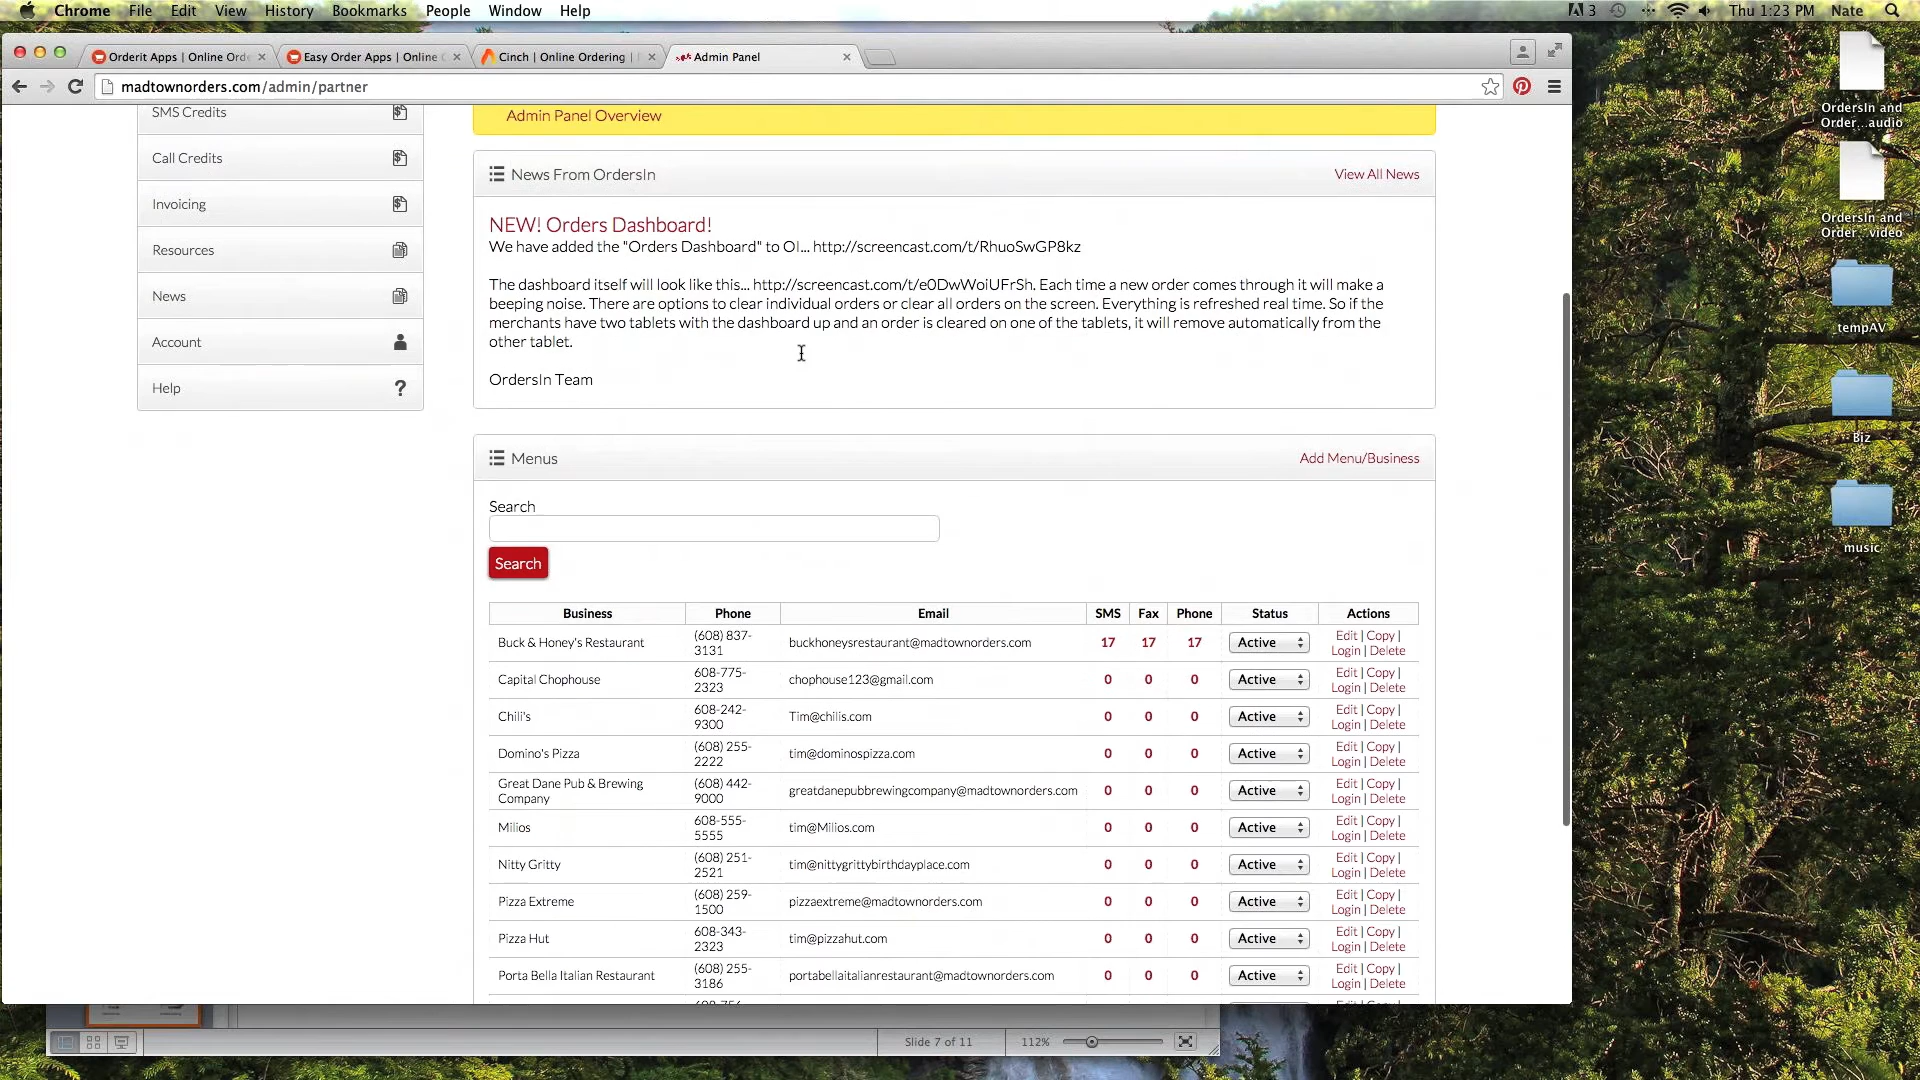 Chrome File Edit View History Bookmarks People Window Help 3 Thu 1:23 PM Nate
Orderit Apps | Online Orde Easy Order Apps | Online O Cinch | Online Ordering | Admin Panel
madtownorders.com/admin/partner
SMS Credits
Call Credits
Invoicing
Resources
News
Account
Help ?
Admin Panel Overview
News From OrdersIn View All News
NEW! Orders Dashboard!
We have added the "Orders Dashboard" to OI... http://screencast.com/t/RhuoSwGP8kz
The dashboard itself will look like this... http://screencast.com/t/e0DwWoiUFrSh. Each time a new order comes through it will make a
beeping noise. There are options to clear individual orders or clear all orders on the screen. Everything is refreshed real time. So if the
merchants have two tablets with the dashboard up and an order is cleared on one of the tablets, it will remove automatically from the
other tablet.
OrdersIn Team
Menus Add Menu/Business
Search
Search
Business Phone Email SMS Fax Phone Status Actions
Buck & Honey's Restaurant (608) 837-3131 buckhoneysrestaurant@madtownorders.com 17 17 17 Active Edit | Copy | Login | Delete
Capital Chophouse 608-775-2323 chophouse123@gmail.com 0 0 0 Active Edit | Copy | Login | Delete
Chili's 608-242-9300 Tim@chilis.com 0 0 0 Active Edit | Copy | Login | Delete
Domino's Pizza (608) 255-2222 tim@dominospizza.com 0 0 0 Active Edit | Copy | Login | Delete
Great Dane Pub & Brewing Company (608) 442-9000 greatdanepubbrewingcompany@madtownorders.com 0 0 0 Active Edit | Copy | Login | Delete
Milios 608-555-5555 tim@Milios.com 0 0 0 Active Edit | Copy | Login | Delete
Nitty Gritty (608) 251-2521 tim@nittygrittybirthdayplace.com 0 0 0 Active Edit | Copy | Login | Delete
Pizza Extreme (608) 259-1500 pizzaextreme@madtownorders.com 0 0 0 Active Edit | Copy | Login | Delete
Pizza Hut 608-343-2323 tim@pizzahut.com 0 0 0 Active Edit | Copy | Login | Delete
Porta Bella Italian Restaurant (608) 255-3186 portabellaitalianrestaurant@madtownorders.com 0 0 0 Active Edit | Copy | Login | Delete
Slide 7 of 11 112%
OrdersIn and
Order...audio
OrdersIn and
Order...video
tempAV
Biz
music